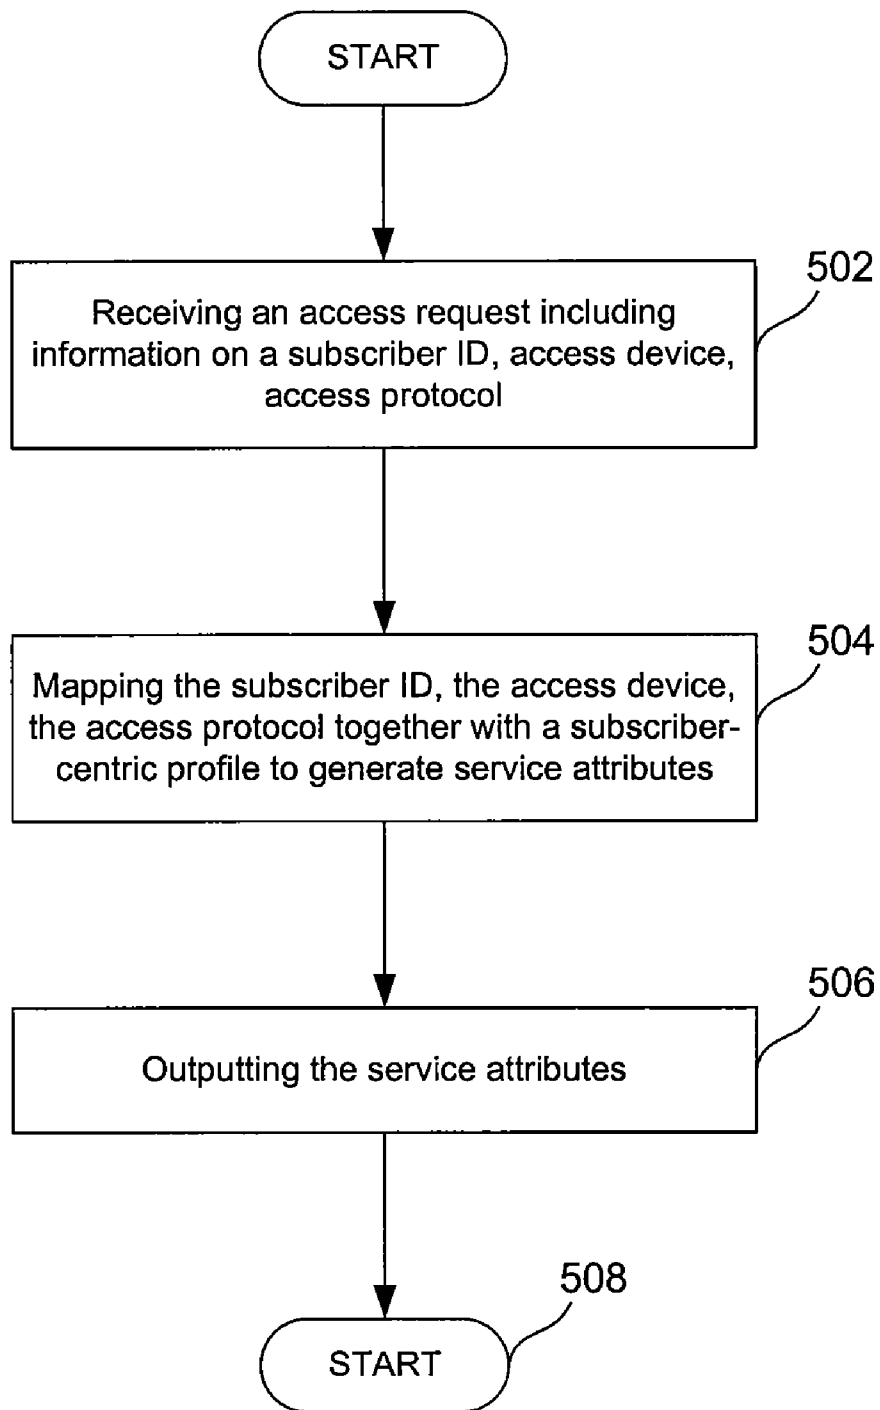 START
502
Receiving an access request including
information on a subscriber ID, access device,
access protocol
504
Mapping the subscriber ID, the access device,
the access protocol together with a subscriber-
centric profile to generate service attributes
506
Outputting the service attributes
508
START